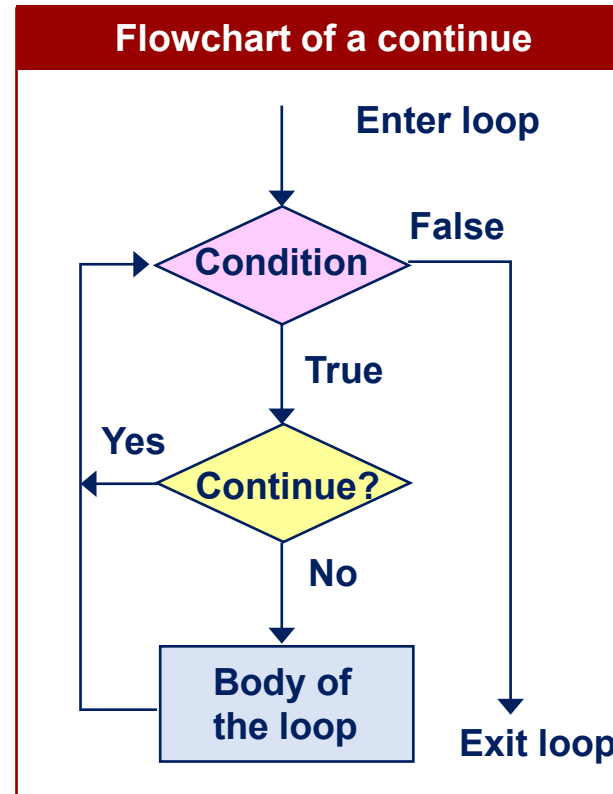 Flowchart of a continue
Enter loop
False
Condition
True
Yes
Continue?
No
Body of
the loop
Exit loop